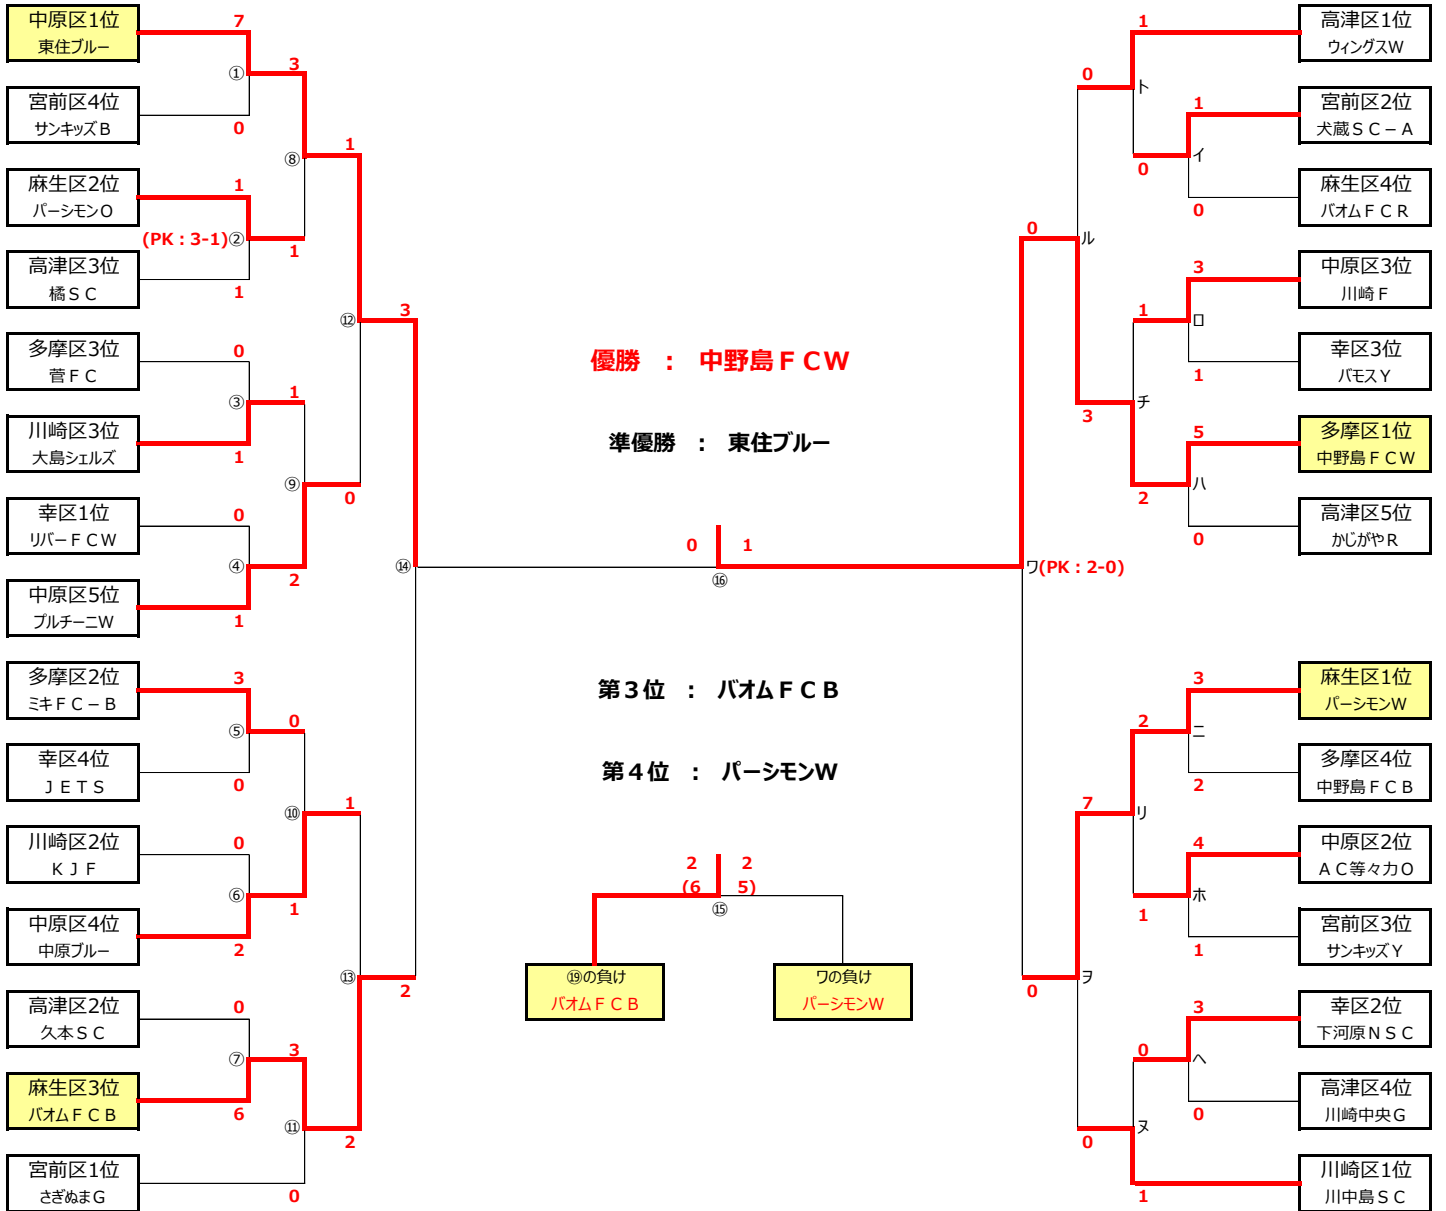 中原区1位
東住ブルー
7
①
3
宮前区4位
サンキッズB
0
⑧
1
麻生区2位
パーシモンO
1
(PK：3-1)②
1
高津区3位
橘SC
1
⑫
3
多摩区3位
菅FC
0
③
1
川崎区3位
大島シェルズ
1
⑨
0
幸区1位
リバーFCW
0
④
2
⑭
中原区5位
プルチーニW
1
多摩区2位
ミキFC－B
3
⑤
0
幸区4位
JETS
0
⑩
1
川崎区2位
KJF
0
⑥
1
中原区4位
中原ブルー
2
⑬
2
高津区2位
久本SC
0
⑦
3
麻生区3位
バオムFCB
6
⑪
2
宮前区1位
さぎぬまG
0
優勝 ： 中野島FCW
準優勝 ： 東住ブルー
0 1
⑯
第3位 ： バオムFCB
第4位 ： パーシモンW
2 2
(6 5)
⑮
⑲の負け
バオムFCB
ワの負け
パーシモンW
1
高津区1位
ウィングスW
0
ト
1
宮前区2位
犬蔵SC－A
0
イ
0
麻生区4位
バオムFCR
0
ル
3
中原区3位
川崎F
1
ロ
1
幸区3位
バモスY
3
チ
5
多摩区1位
中野島FCW
2
ハ
0
高津区5位
かじがやR
ワ(PK：2-0)
3
麻生区1位
パーシモンW
2
ニ
2
多摩区4位
中野島FCB
7
リ
4
中原区2位
AC等々力O
1
ホ
1
宮前区3位
サンキッズY
0
ヲ
3
幸区2位
下河原NSC
0
ヘ
0
高津区4位
川崎中央G
0
ヌ
1
川崎区1位
川中島SC